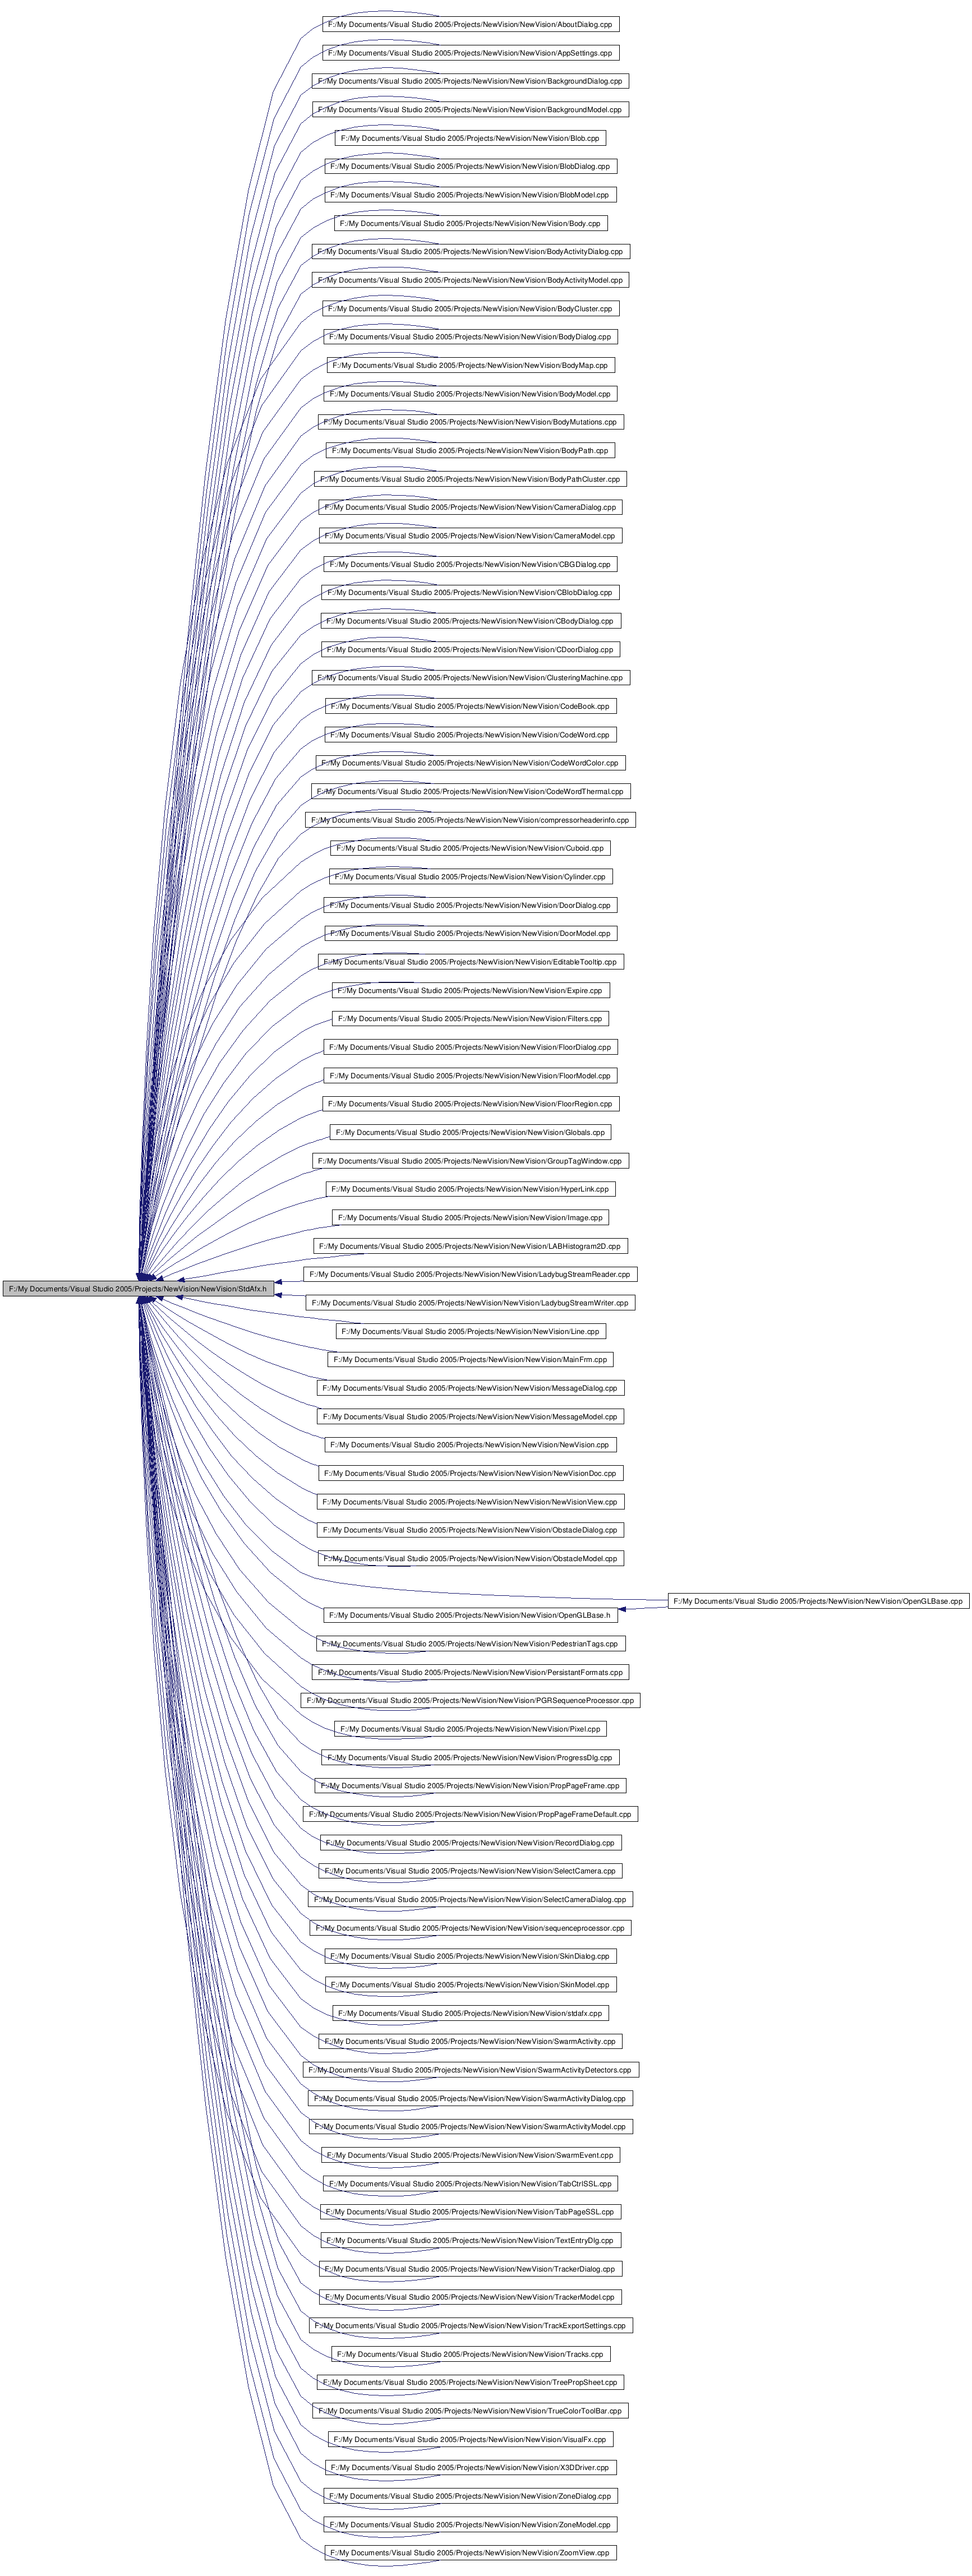 F:/My Documents/Visual Studio 2005/Projects/NewVision/NewVision/AboutDialog.cpp
F:/My Documents/Visual Studio 2005/Projects/NewVision/NewVision/AppSettings.cpp
F:/My Documents/Visual Studio 2005/Projects/NewVision/NewVision/BackgroundDialog.cpp
F:/My Documents/Visual Studio 2005/Projects/NewVision/NewVision/BackgroundModel.cpp
F:/My Documents/Visual Studio 2005/Projects/NewVision/NewVision/Blob.cpp
F:/My Documents/Visual Studio 2005/Projects/NewVision/NewVision/BlobDialog.cpp
F:/My Documents/Visual Studio 2005/Projects/NewVision/NewVision/BlobModel.cpp
F:/My Documents/Visual Studio 2005/Projects/NewVision/NewVision/Body.cpp
F:/My Documents/Visual Studio 2005/Projects/NewVision/NewVision/BodyActivityDialog.cpp
F:/My Documents/Visual Studio 2005/Projects/NewVision/NewVision/BodyActivityModel.cpp
F:/My Documents/Visual Studio 2005/Projects/NewVision/NewVision/BodyCluster.cpp
F:/My Documents/Visual Studio 2005/Projects/NewVision/NewVision/BodyDialog.cpp
F:/My Documents/Visual Studio 2005/Projects/NewVision/NewVision/BodyMap.cpp
F:/My Documents/Visual Studio 2005/Projects/NewVision/NewVision/BodyModel.cpp
F:/My Documents/Visual Studio 2005/Projects/NewVision/NewVision/BodyMutations.cpp
F:/My Documents/Visual Studio 2005/Projects/NewVision/NewVision/BodyPath.cpp
F:/My Documents/Visual Studio 2005/Projects/NewVision/NewVision/BodyPathCluster.cpp
F:/My Documents/Visual Studio 2005/Projects/NewVision/NewVision/CameraDialog.cpp
F:/My Documents/Visual Studio 2005/Projects/NewVision/NewVision/CameraModel.cpp
F:/My Documents/Visual Studio 2005/Projects/NewVision/NewVision/CBGDialog.cpp
F:/My Documents/Visual Studio 2005/Projects/NewVision/NewVision/CBlobDialog.cpp
F:/My Documents/Visual Studio 2005/Projects/NewVision/NewVision/CBodyDialog.cpp
F:/My Documents/Visual Studio 2005/Projects/NewVision/NewVision/CDoorDialog.cpp
F:/My Documents/Visual Studio 2005/Projects/NewVision/NewVision/ClusteringMachine.cpp
F:/My Documents/Visual Studio 2005/Projects/NewVision/NewVision/CodeBook.cpp
F:/My Documents/Visual Studio 2005/Projects/NewVision/NewVision/CodeWord.cpp
F:/My Documents/Visual Studio 2005/Projects/NewVision/NewVision/CodeWordColor.cpp
F:/My Documents/Visual Studio 2005/Projects/NewVision/NewVision/CodeWordThermal.cpp
F:/My Documents/Visual Studio 2005/Projects/NewVision/NewVision/compressorheaderinfo.cpp
F:/My Documents/Visual Studio 2005/Projects/NewVision/NewVision/Cuboid.cpp
F:/My Documents/Visual Studio 2005/Projects/NewVision/NewVision/Cylinder.cpp
F:/My Documents/Visual Studio 2005/Projects/NewVision/NewVision/DoorDialog.cpp
F:/My Documents/Visual Studio 2005/Projects/NewVision/NewVision/DoorModel.cpp
F:/My Documents/Visual Studio 2005/Projects/NewVision/NewVision/EditableTooltip.cpp
F:/My Documents/Visual Studio 2005/Projects/NewVision/NewVision/Expire.cpp
F:/My Documents/Visual Studio 2005/Projects/NewVision/NewVision/Filters.cpp
F:/My Documents/Visual Studio 2005/Projects/NewVision/NewVision/FloorDialog.cpp
F:/My Documents/Visual Studio 2005/Projects/NewVision/NewVision/FloorModel.cpp
F:/My Documents/Visual Studio 2005/Projects/NewVision/NewVision/FloorRegion.cpp
F:/My Documents/Visual Studio 2005/Projects/NewVision/NewVision/Globals.cpp
F:/My Documents/Visual Studio 2005/Projects/NewVision/NewVision/GroupTagWindow.cpp
F:/My Documents/Visual Studio 2005/Projects/NewVision/NewVision/HyperLink.cpp
F:/My Documents/Visual Studio 2005/Projects/NewVision/NewVision/Image.cpp
F:/My Documents/Visual Studio 2005/Projects/NewVision/NewVision/LABHistogram2D.cpp
F:/My Documents/Visual Studio 2005/Projects/NewVision/NewVision/LadybugStreamReader.cpp
F:/My Documents/Visual Studio 2005/Projects/NewVision/NewVision/StdAfx.h
F:/My Documents/Visual Studio 2005/Projects/NewVision/NewVision/LadybugStreamWriter.cpp
F:/My Documents/Visual Studio 2005/Projects/NewVision/NewVision/Line.cpp
F:/My Documents/Visual Studio 2005/Projects/NewVision/NewVision/MainFrm.cpp
F:/My Documents/Visual Studio 2005/Projects/NewVision/NewVision/MessageDialog.cpp
F:/My Documents/Visual Studio 2005/Projects/NewVision/NewVision/MessageModel.cpp
F:/My Documents/Visual Studio 2005/Projects/NewVision/NewVision/NewVision.cpp
F:/My Documents/Visual Studio 2005/Projects/NewVision/NewVision/NewVisionDoc.cpp
F:/My Documents/Visual Studio 2005/Projects/NewVision/NewVision/NewVisionView.cpp
F:/My Documents/Visual Studio 2005/Projects/NewVision/NewVision/ObstacleDialog.cpp
F:/My Documents/Visual Studio 2005/Projects/NewVision/NewVision/ObstacleModel.cpp
F:/My Documents/Visual Studio 2005/Projects/NewVision/NewVision/OpenGLBase.cpp
F:/My Documents/Visual Studio 2005/Projects/NewVision/NewVision/OpenGLBase.h
F:/My Documents/Visual Studio 2005/Projects/NewVision/NewVision/PedestrianTags.cpp
F:/My Documents/Visual Studio 2005/Projects/NewVision/NewVision/PersistantFormats.cpp
F:/My Documents/Visual Studio 2005/Projects/NewVision/NewVision/PGRSequenceProcessor.cpp
F:/My Documents/Visual Studio 2005/Projects/NewVision/NewVision/Pixel.cpp
F:/My Documents/Visual Studio 2005/Projects/NewVision/NewVision/ProgressDlg.cpp
F:/My Documents/Visual Studio 2005/Projects/NewVision/NewVision/PropPageFrame.cpp
F:/My Documents/Visual Studio 2005/Projects/NewVision/NewVision/PropPageFrameDefault.cpp
F:/My Documents/Visual Studio 2005/Projects/NewVision/NewVision/RecordDialog.cpp
F:/My Documents/Visual Studio 2005/Projects/NewVision/NewVision/SelectCamera.cpp
F:/My Documents/Visual Studio 2005/Projects/NewVision/NewVision/SelectCameraDialog.cpp
F:/My Documents/Visual Studio 2005/Projects/NewVision/NewVision/sequenceprocessor.cpp
F:/My Documents/Visual Studio 2005/Projects/NewVision/NewVision/SkinDialog.cpp
F:/My Documents/Visual Studio 2005/Projects/NewVision/NewVision/SkinModel.cpp
F:/My Documents/Visual Studio 2005/Projects/NewVision/NewVision/stdafx.cpp
F:/My Documents/Visual Studio 2005/Projects/NewVision/NewVision/SwarmActivity.cpp
F:/My Documents/Visual Studio 2005/Projects/NewVision/NewVision/SwarmActivityDetectors.cpp
F:/My Documents/Visual Studio 2005/Projects/NewVision/NewVision/SwarmActivityDialog.cpp
F:/My Documents/Visual Studio 2005/Projects/NewVision/NewVision/SwarmActivityModel.cpp
F:/My Documents/Visual Studio 2005/Projects/NewVision/NewVision/SwarmEvent.cpp
F:/My Documents/Visual Studio 2005/Projects/NewVision/NewVision/TabCtrlSSL.cpp
F:/My Documents/Visual Studio 2005/Projects/NewVision/NewVision/TabPageSSL.cpp
F:/My Documents/Visual Studio 2005/Projects/NewVision/NewVision/TextEntryDlg.cpp
F:/My Documents/Visual Studio 2005/Projects/NewVision/NewVision/TrackerDialog.cpp
F:/My Documents/Visual Studio 2005/Projects/NewVision/NewVision/TrackerModel.cpp
F:/My Documents/Visual Studio 2005/Projects/NewVision/NewVision/TrackExportSettings.cpp
F:/My Documents/Visual Studio 2005/Projects/NewVision/NewVision/Tracks.cpp
F:/My Documents/Visual Studio 2005/Projects/NewVision/NewVision/TreePropSheet.cpp
F:/My Documents/Visual Studio 2005/Projects/NewVision/NewVision/TrueColorToolBar.cpp
F:/My Documents/Visual Studio 2005/Projects/NewVision/NewVision/VisualFx.cpp
F:/My Documents/Visual Studio 2005/Projects/NewVision/NewVision/X3DDriver.cpp
F:/My Documents/Visual Studio 2005/Projects/NewVision/NewVision/ZoneDialog.cpp
F:/My Documents/Visual Studio 2005/Projects/NewVision/NewVision/ZoneModel.cpp
F:/My Documents/Visual Studio 2005/Projects/NewVision/NewVision/ZoomView.cpp